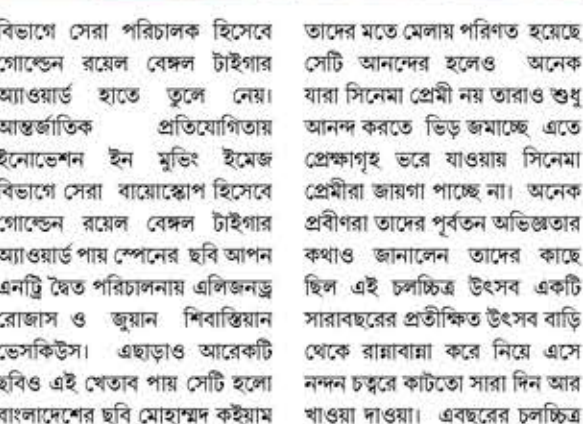 বিভাগে সেরা পরিচালক হিসেবে
গোল্ডেন রয়েল বেঙ্গল টাইগার
অ্যাওয়ার্ড হাতে তুলে নেয়।
আন্তর্জাতিক প্রতিযোগিতায়
ইনোভেশন ইন মুভিং ইমেজ
বিভাগে সেরা বায়োস্কোপ হিসেবে
গোল্ডেন রয়েল বেঙ্গল টাইগার
অ্যাওয়ার্ড পায় স্পেনের ছবি আপন
এনট্রি দ্বৈত পরিচালনায় এলিজনড্র
রোজাস ও জুয়ান শিবাস্তিয়ান
ভেসকিউস। এছাড়াও আরেকটি
ছবিও এই খেতাব পায় সেটি হলো
বাংলাদেশের ছবি মোহাম্মদ কইয়াম
তাদের মতে মেলায় পরিণত হয়েছে
সেটি আনন্দের হলেও অনেক
যারা সিনেমা প্রেমী নয় তারাও শুধু
আনন্দ করতে ভিড় জমাচ্ছে এতে
প্রেক্ষাগৃহ ভরে যাওয়ায় সিনেমা
প্রেমীরা জায়গা পাচ্ছে না। অনেক
প্রবীণরা তাদের পূর্বতন অভিজ্ঞতার
কথাও জানালেন তাদের কাছে
ছিল এই চলচ্চিত্র উৎসব একটি
সারাবছরের প্রতীক্ষিত উৎসব বাড়ি
থেকে রান্নাবান্না করে নিয়ে এসে
নন্দন চত্বরে কাটতো সারা দিন আর
খাওয়া দাওয়া। এবছরের চলচ্চিত্র